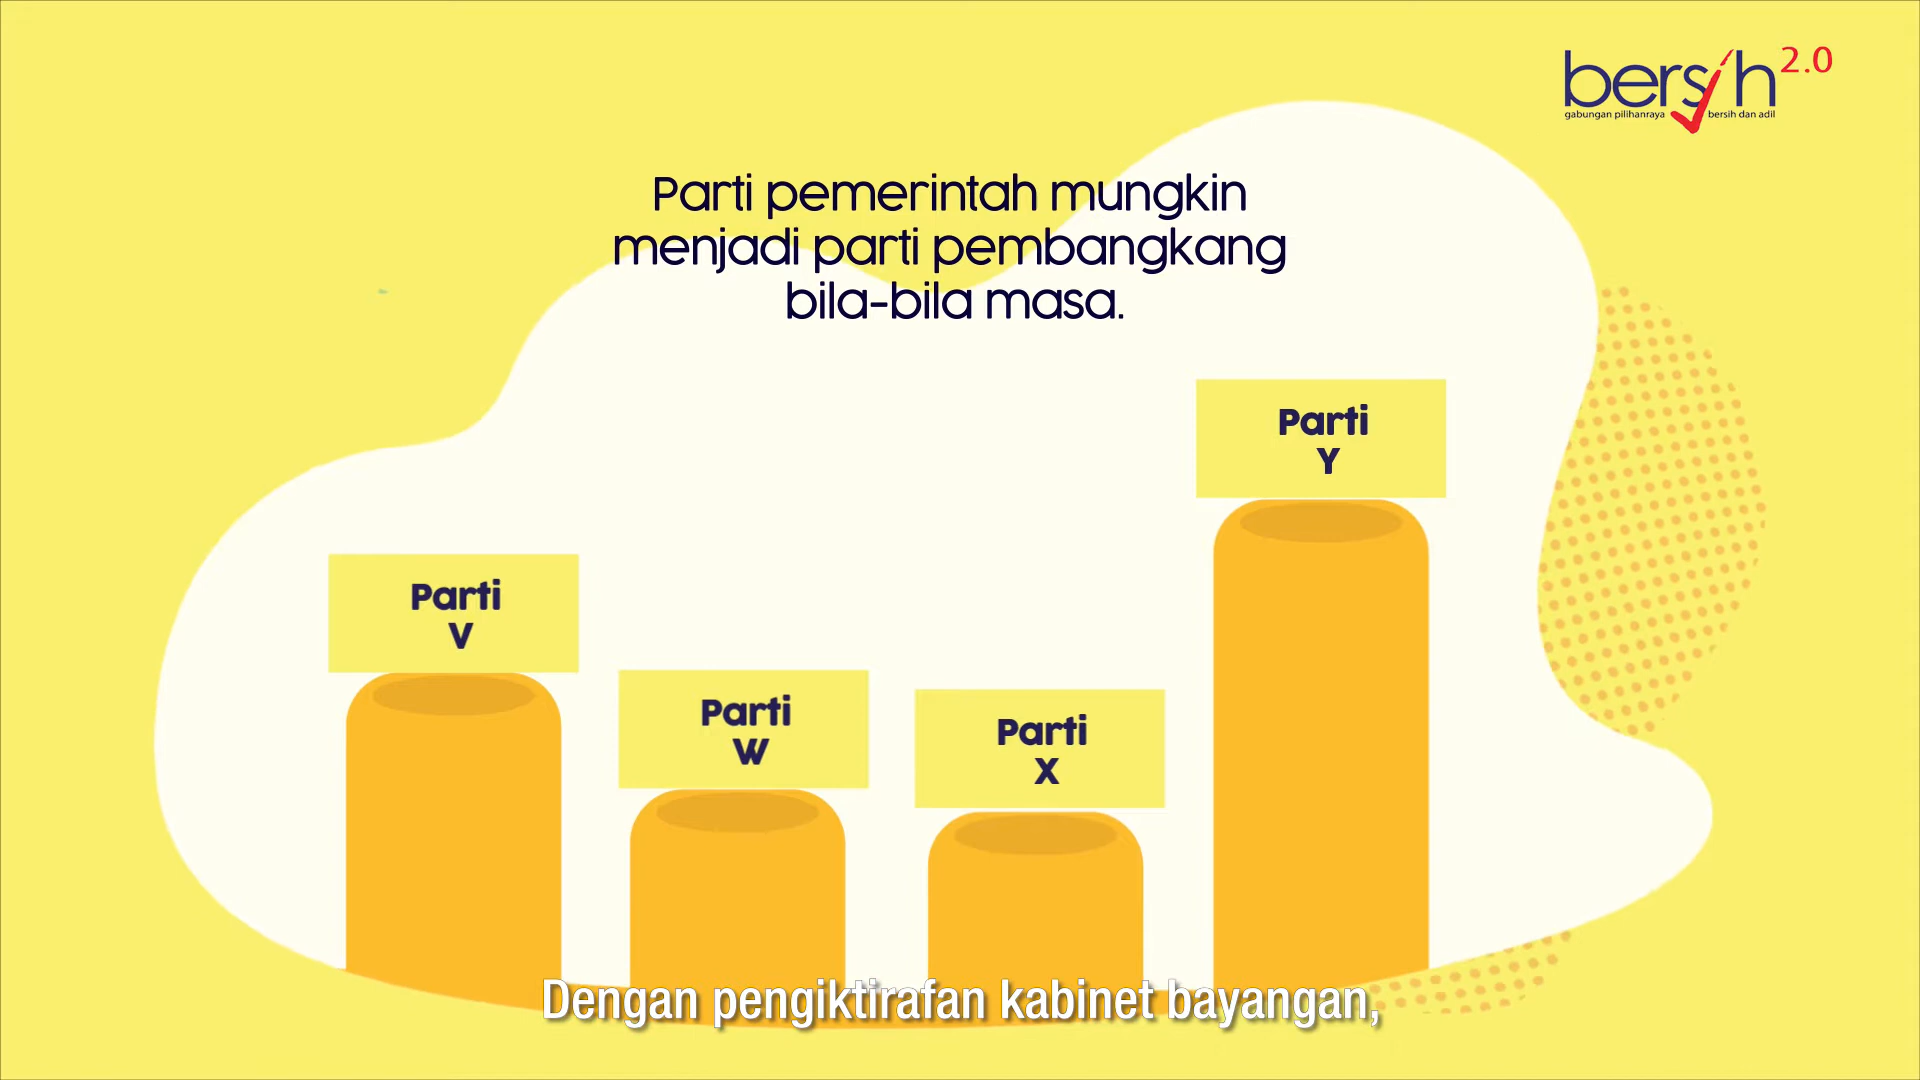 bersih 2.0
gabungan pilihanraya bersih dan adil
Parti pemerintah mungkin
menjadi parti pembangkang
bila-bila masa.
Parti
Y
Parti
V
Parti
W
Parti
X
Dengan pengiktirafan kabinet bayangan,